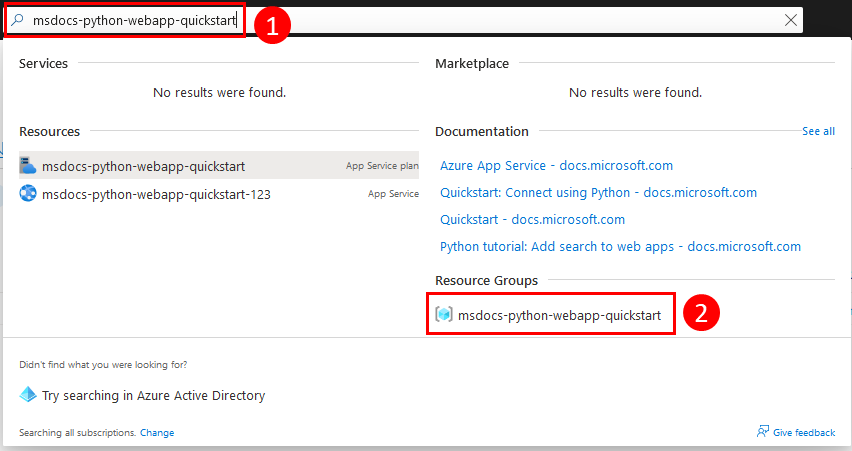 msdocs-python-webapp-quickstart
1
Services
No results were found.
Resources
msdocs-python-webapp-quickstart App Service plan
msdocs-python-webapp-quickstart-123 App Service
Marketplace
No results were found.
Documentation See all
Azure App Service - docs.microsoft.com
Quickstart: Connect using Python - docs.microsoft.com
Quickstart - docs.microsoft.com
Python tutorial: Add search to web apps - docs.microsoft.com
Resource Groups
msdocs-python-webapp-quickstart
2
Didn't find what you were looking for?
Try searching in Azure Active Directory
Searching all subscriptions. Change
Give feedback